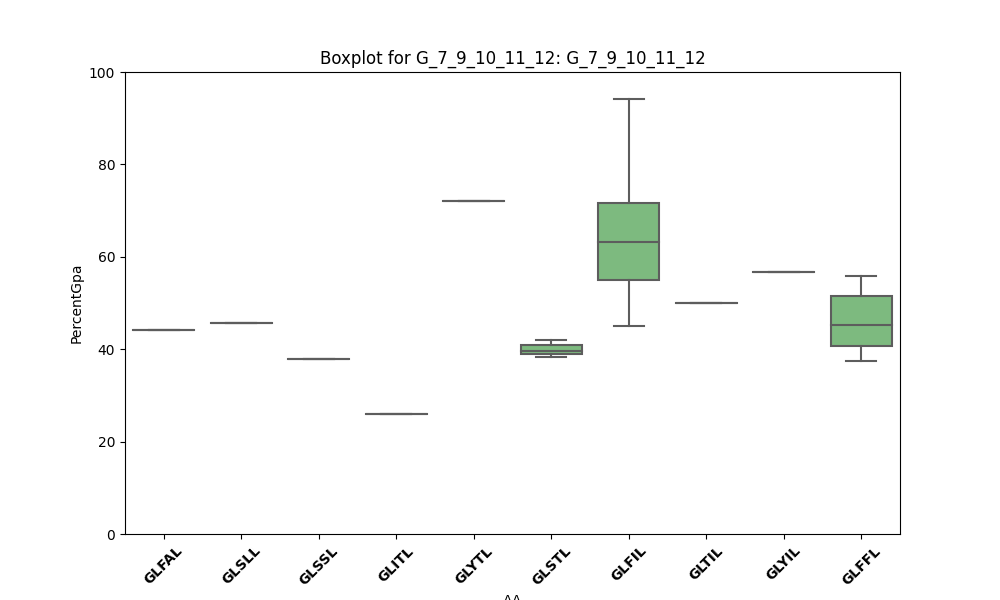 Boxplot for G_7_9_10_11_12: G_7_9_10_11_12
100
80
60
40
20
0
PercentGpa
GLFAL
GLSLL
GLSSL
GLITL
GLYTL
GLSTL
GLFIL
GLTIL
GLYIL
GLFFL
AA